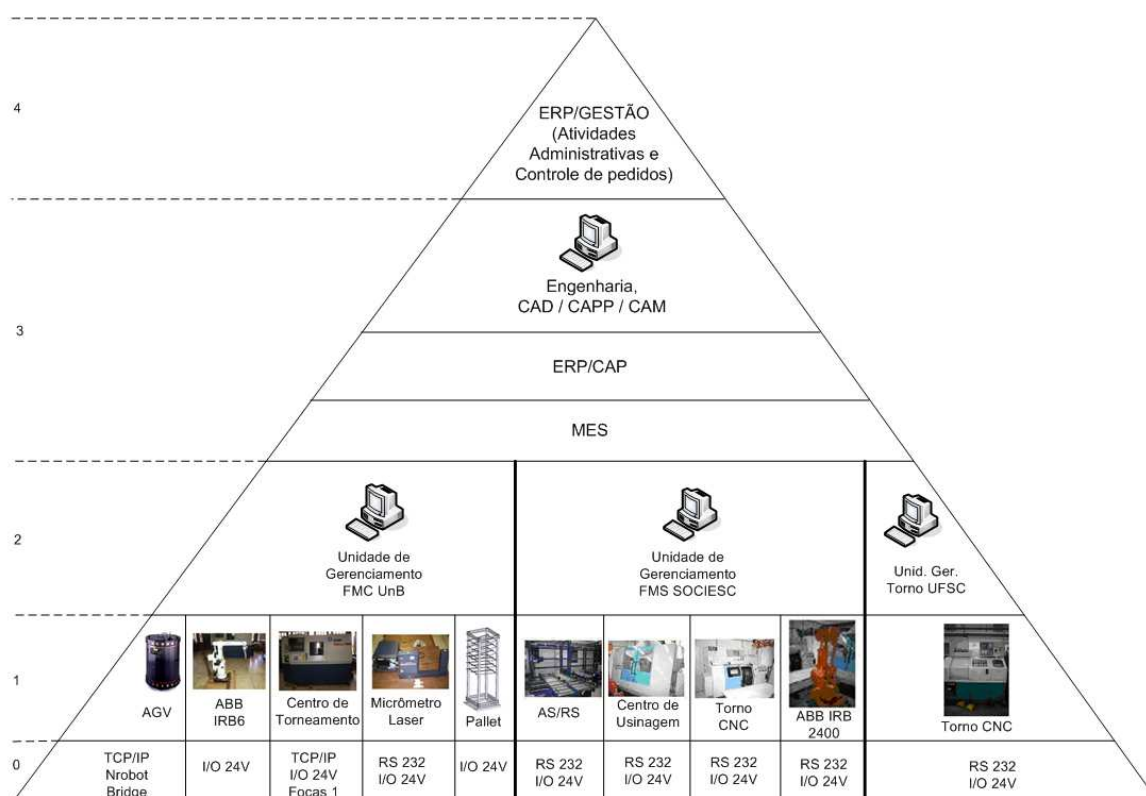 4
ERP/GESTÃO
(Atividades
Administrativas e
Controle de pedidos)
3
Engenharia,
CAD / CAPP / CAM
ERP/CAP
MES
2
Unidade de
Gerenciamento
FMC UnB
Unidade de
Gerenciamento
FMS SOCIESC
Unid. Ger.
Torno UFSC
1
AGV
ABB
IRB6
Centro de
Torneamento
Micrômetro
Laser
Pallet
AS/RS
Centro de
Usinagem
Torno
CNC
ABB IRB
2400
Torno CNC
0
TCP/IP
Nrobot
Bridge
I/O 24V
TCP/IP
I/O 24V
Focas 1
RS 232
I/O 24V
I/O 24V
RS 232
I/O 24V
RS 232
I/O 24V
RS 232
I/O 24V
RS 232
I/O 24V
RS 232
I/O 24V